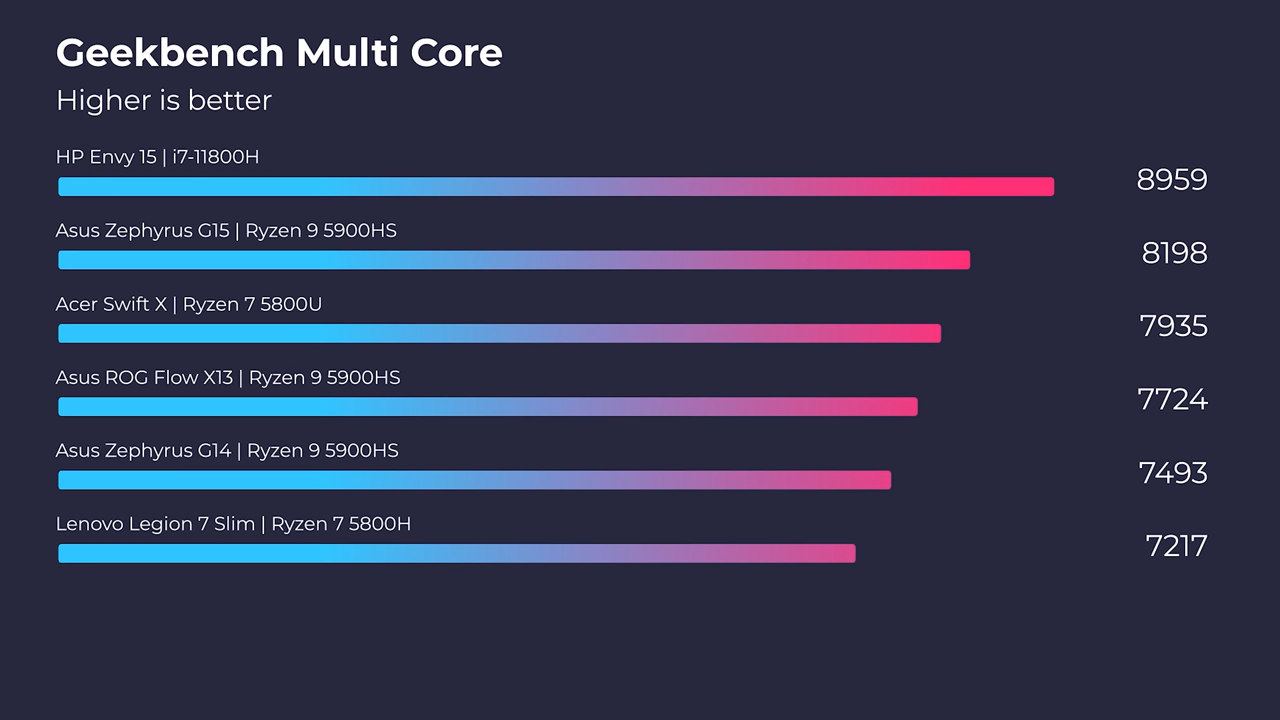 Geekbench Multi Core
Higher is better
HP Envy 15 | i7-11800H
8959
Asus Zephyrus G15 | Ryzen 9 5900HS
8198
Acer Swift X | Ryzen 7 5800U
7935
Asus ROG Flow X13 | Ryzen 9 5900HS
7724
Asus Zephyrus G14 | Ryzen 9 5900HS
7493
Lenovo Legion 7 Slim | Ryzen 7 5800H
7217